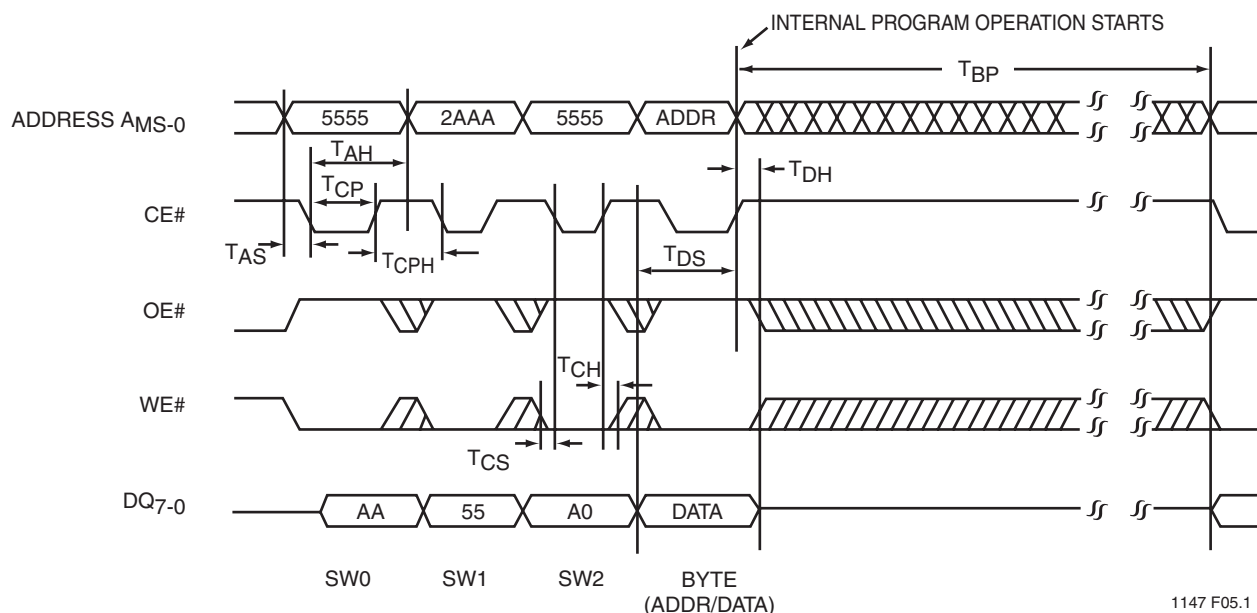 INTERNAL PROGRAM OPERATION STARTS
TBP
ADDRESS AMS-0
5555
2AAA
5555
ADDR
TAH
TDH
TCP
CE#
TAS
TCPH
TDS
OE#
TCH
WE#
TCS
DQ7-0
AA
55
A0
DATA
SW0
SW1
SW2
BYTE
(ADDR/DATA)
1147 F05.1